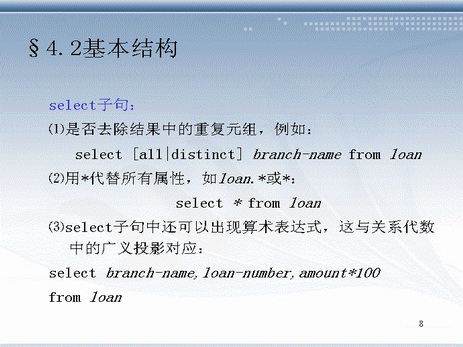 §4.2基本结构
select子句：
⑴是否去除结果中的重复元组，例如：
select [all|distinct] branch-name from loan
⑵用*代替所有属性，如loan.*或*：
select * from loan
⑶select子句中还可以出现算术表达式，这与关系代数
中的广义投影对应：
select branch-name,loan-number,amount*100
from loan
8